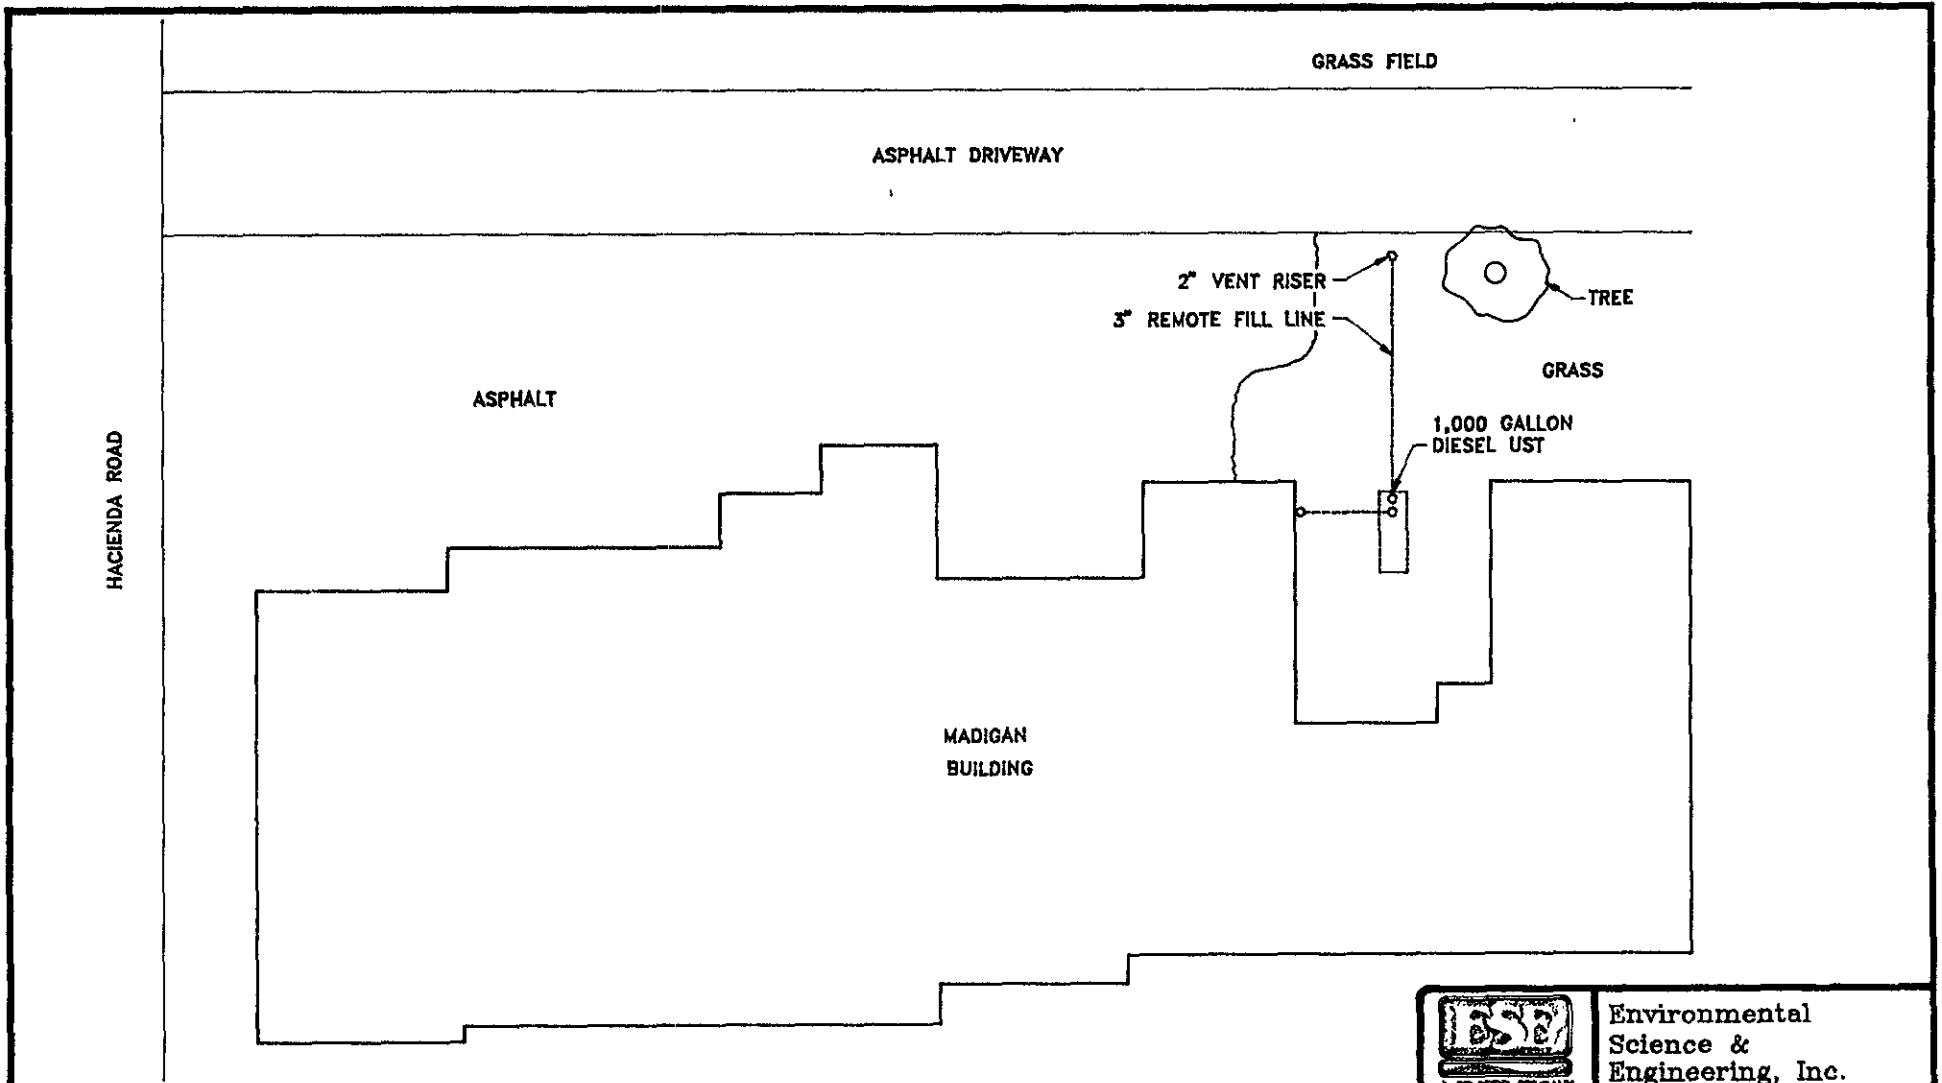 GRASS FIELD
ASPHALT DRIVEWAY
2" VENT RISER
TREE
3" REMOTE FILL LINE
GRASS
ASPHALT
1,000 GALLON
DIESEL UST
HACIENDA ROAD
MADIGAN
BUILDING
ESE
Environmental
Science &
Engineering, Inc.